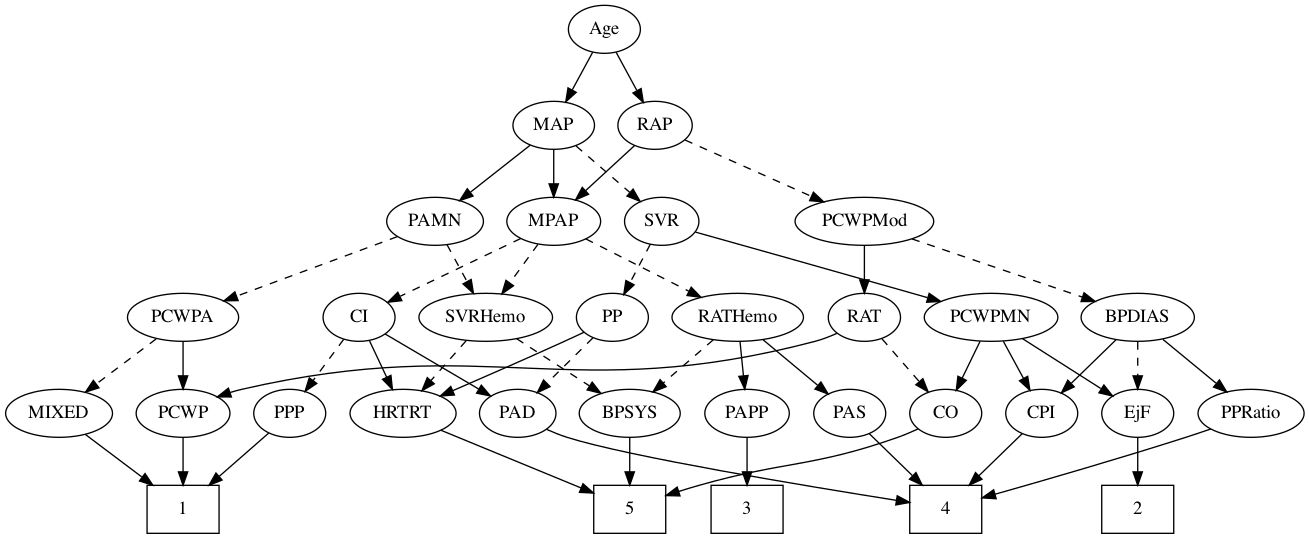 Age
MAP
RAP
PAMN
MPAP
SVR
PCWPMod
PCWPA
CI
SVRHemo
PP
RATHemo
RAT
PCWPMN
BPDIAS
MIXED
PCWP
PPP
HRTRT
PAD
BPSYS
PAPP
PAS
CO
CPI
EjF
PPRatio
1
5
3
4
2